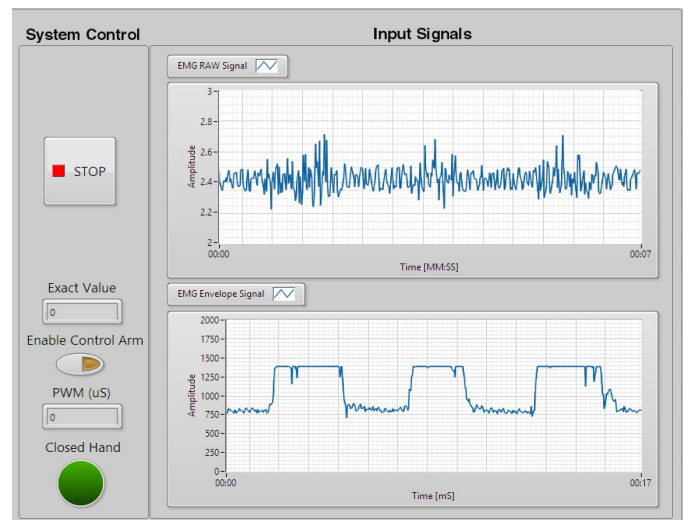 System Control
Input Signals
EMG RAW Signal
STOP
3
2.8
2.6
2.4
2.2
2
Amplitude
00:00
00:07
Time [MM:SS]
Exact Value
0
Enable Control Arm
PWM (uS)
0
Closed Hand
EMG Envelope Signal
2000
1750
1500
1250
1000
750
500
250
0
Amplitude
00:00
00:17
Time [mS]